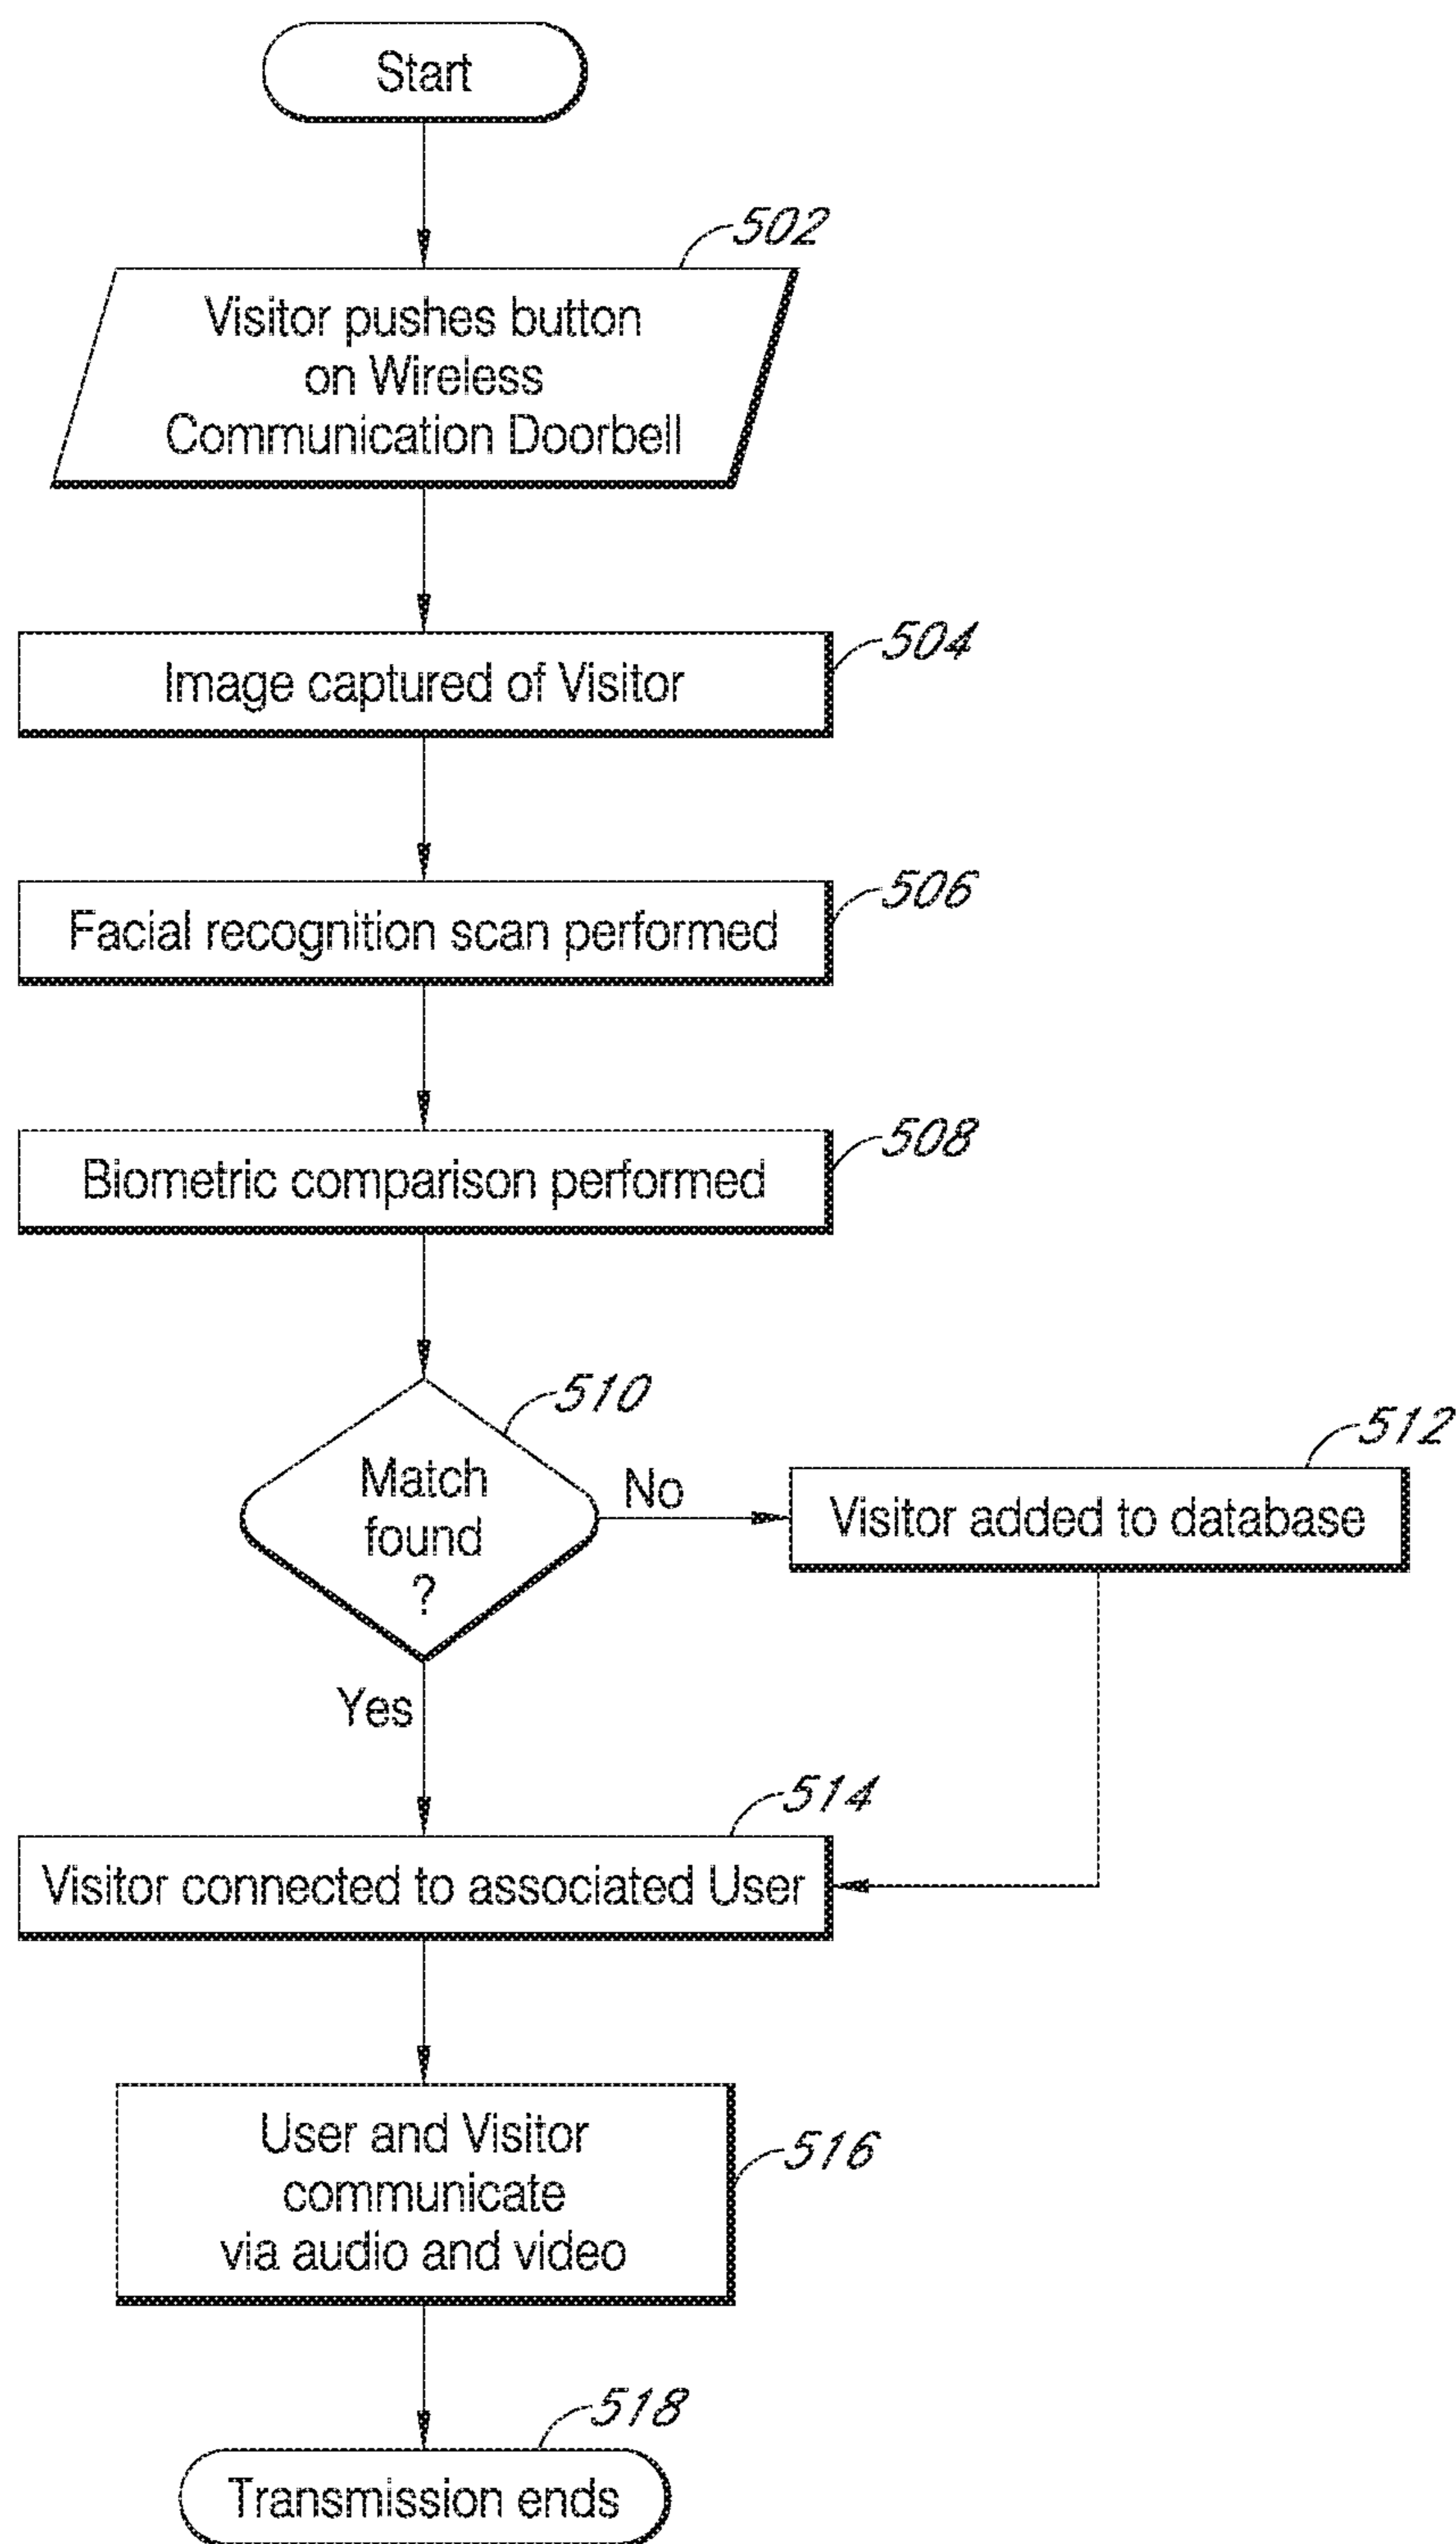 Start
502
Visitor pushes button
on Wireless
Communication Doorbell
504
Image captured of Visitor
506
Facial recognition scan performed
508
Biometric comparison performed
510
Match
found
?
No
512
Visitor added to database
Yes
514
Visitor connected to associated User
516
User and Visitor
communicate
via audio and video
518
Transmission ends